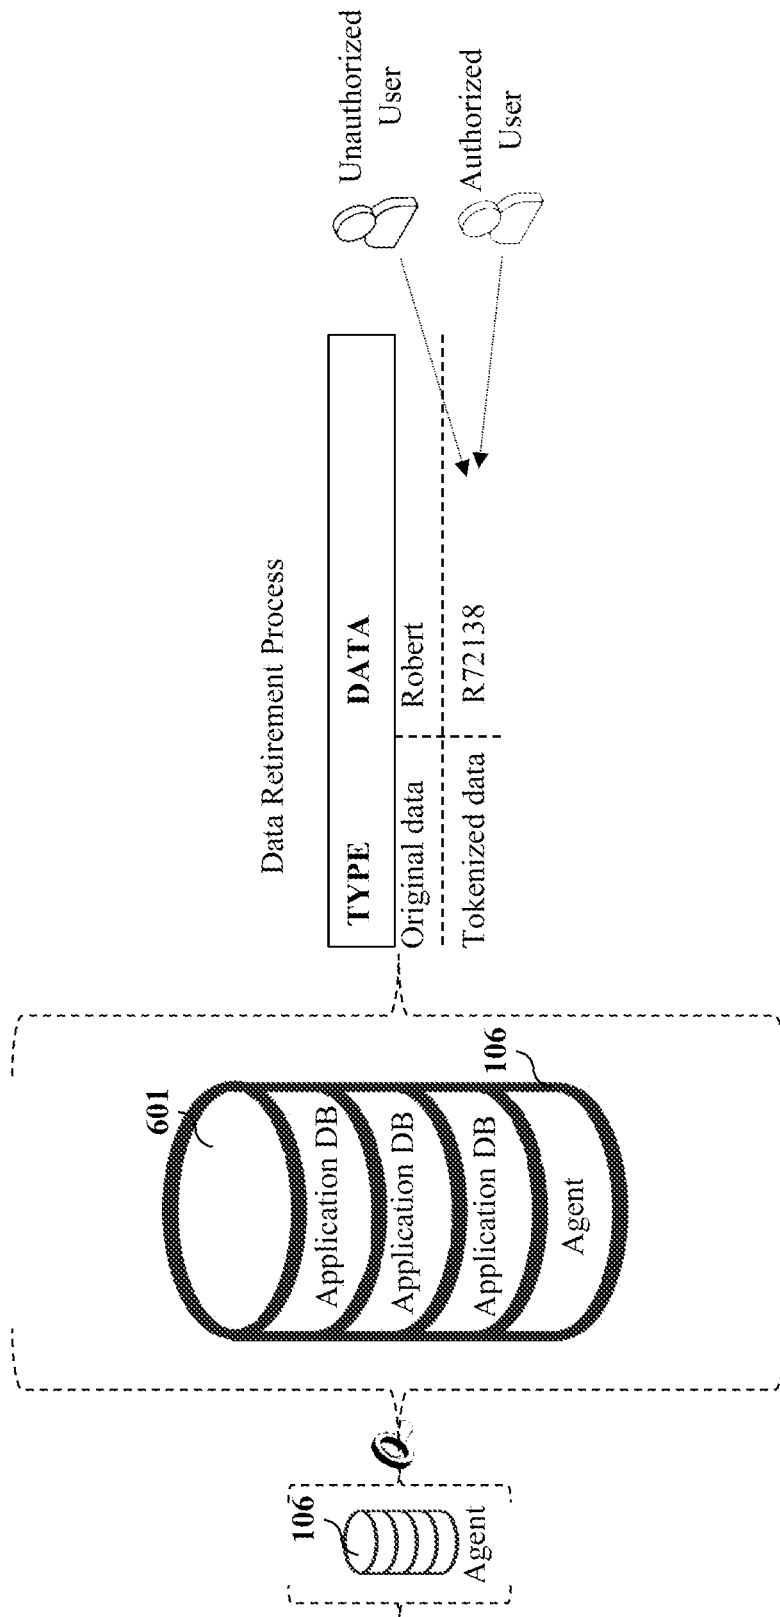 106
Agent
601
Application DB
Application DB
Application DB
Agent
106
Data Retirement Process
TYPE DATA
Original data Robert
Tokenized data R72138
Unauthorized
User
Authorized
User